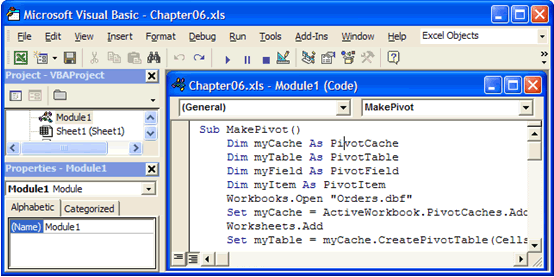 Microsoft Visual Basic - Chapter06.xls
File Edit View Insert Format Debug Run Tools Add-Ins Window Help Excel Objects
Project - VBAProject
Module1
Sheet1 (Sheet1)
Properties - Module1
Module1 Module
Alphabetic Categorized
(Name) Module1
Chapter06.xls - Module1 (Code)
(General) MakePivot
Sub MakePivot()
Dim myCache As PivotCache
Dim myTable As PivotTable
Dim myField As PivotField
Dim myItem As PivotItem
Workbooks.Open "Orders.dbf"
Set myCache = ActiveWorkbook.PivotCaches.Add
Worksheets.Add
Set myTable = myCache.CreatePivotTable(Cells